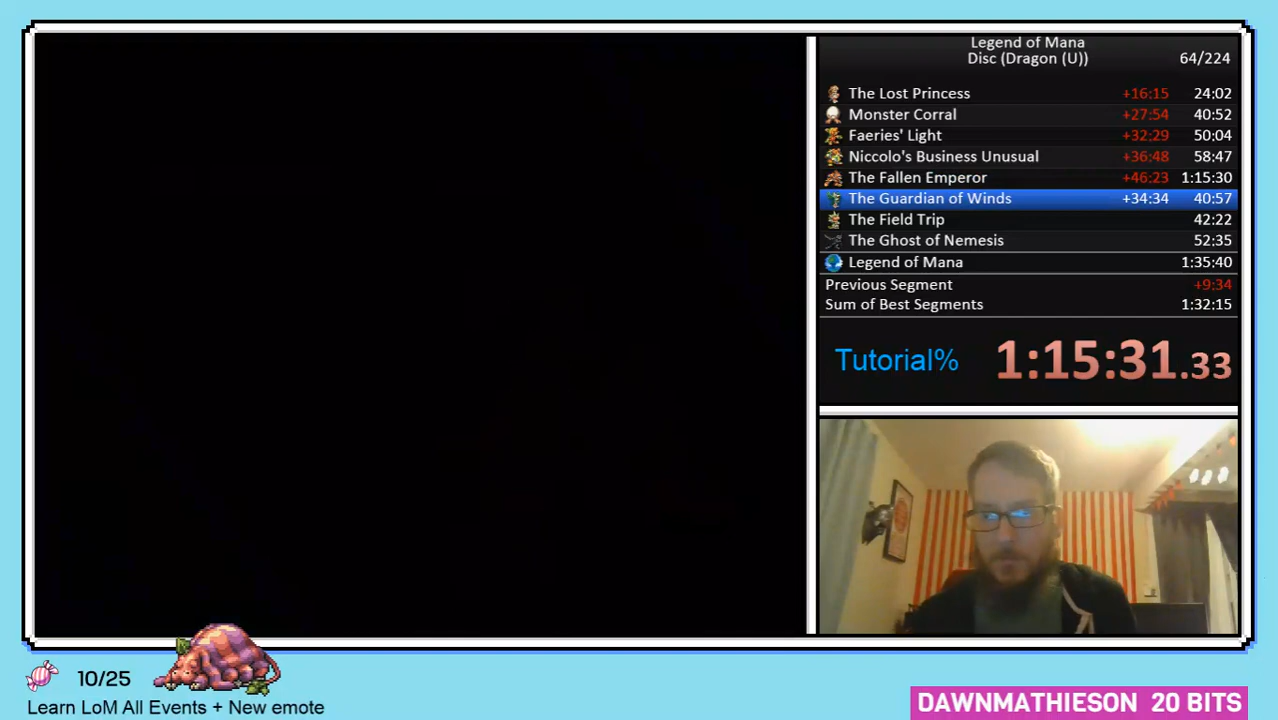 Legend of Mana
Disc (Dragon (U)) 64/224
The Lost Princess +16:15 24:02
Monster Corral +27:54 40:52
Faeries' Light +32:29 50:04
Niccolo's Business Unusual +36:48 58:47
The Fallen Emperor +46:23 1:15:30
The Guardian of Winds +34:34 40:57
The Field Trip 42:22
The Ghost of Nemesis 52:35
Legend of Mana 1:35:40
Previous Segment +9:34
Sum of Best Segments 1:32:15
Tutorial% 1:15:31.33
10/25
Learn LoM All Events + New emote
DAWNMATHIESON 20 BITS